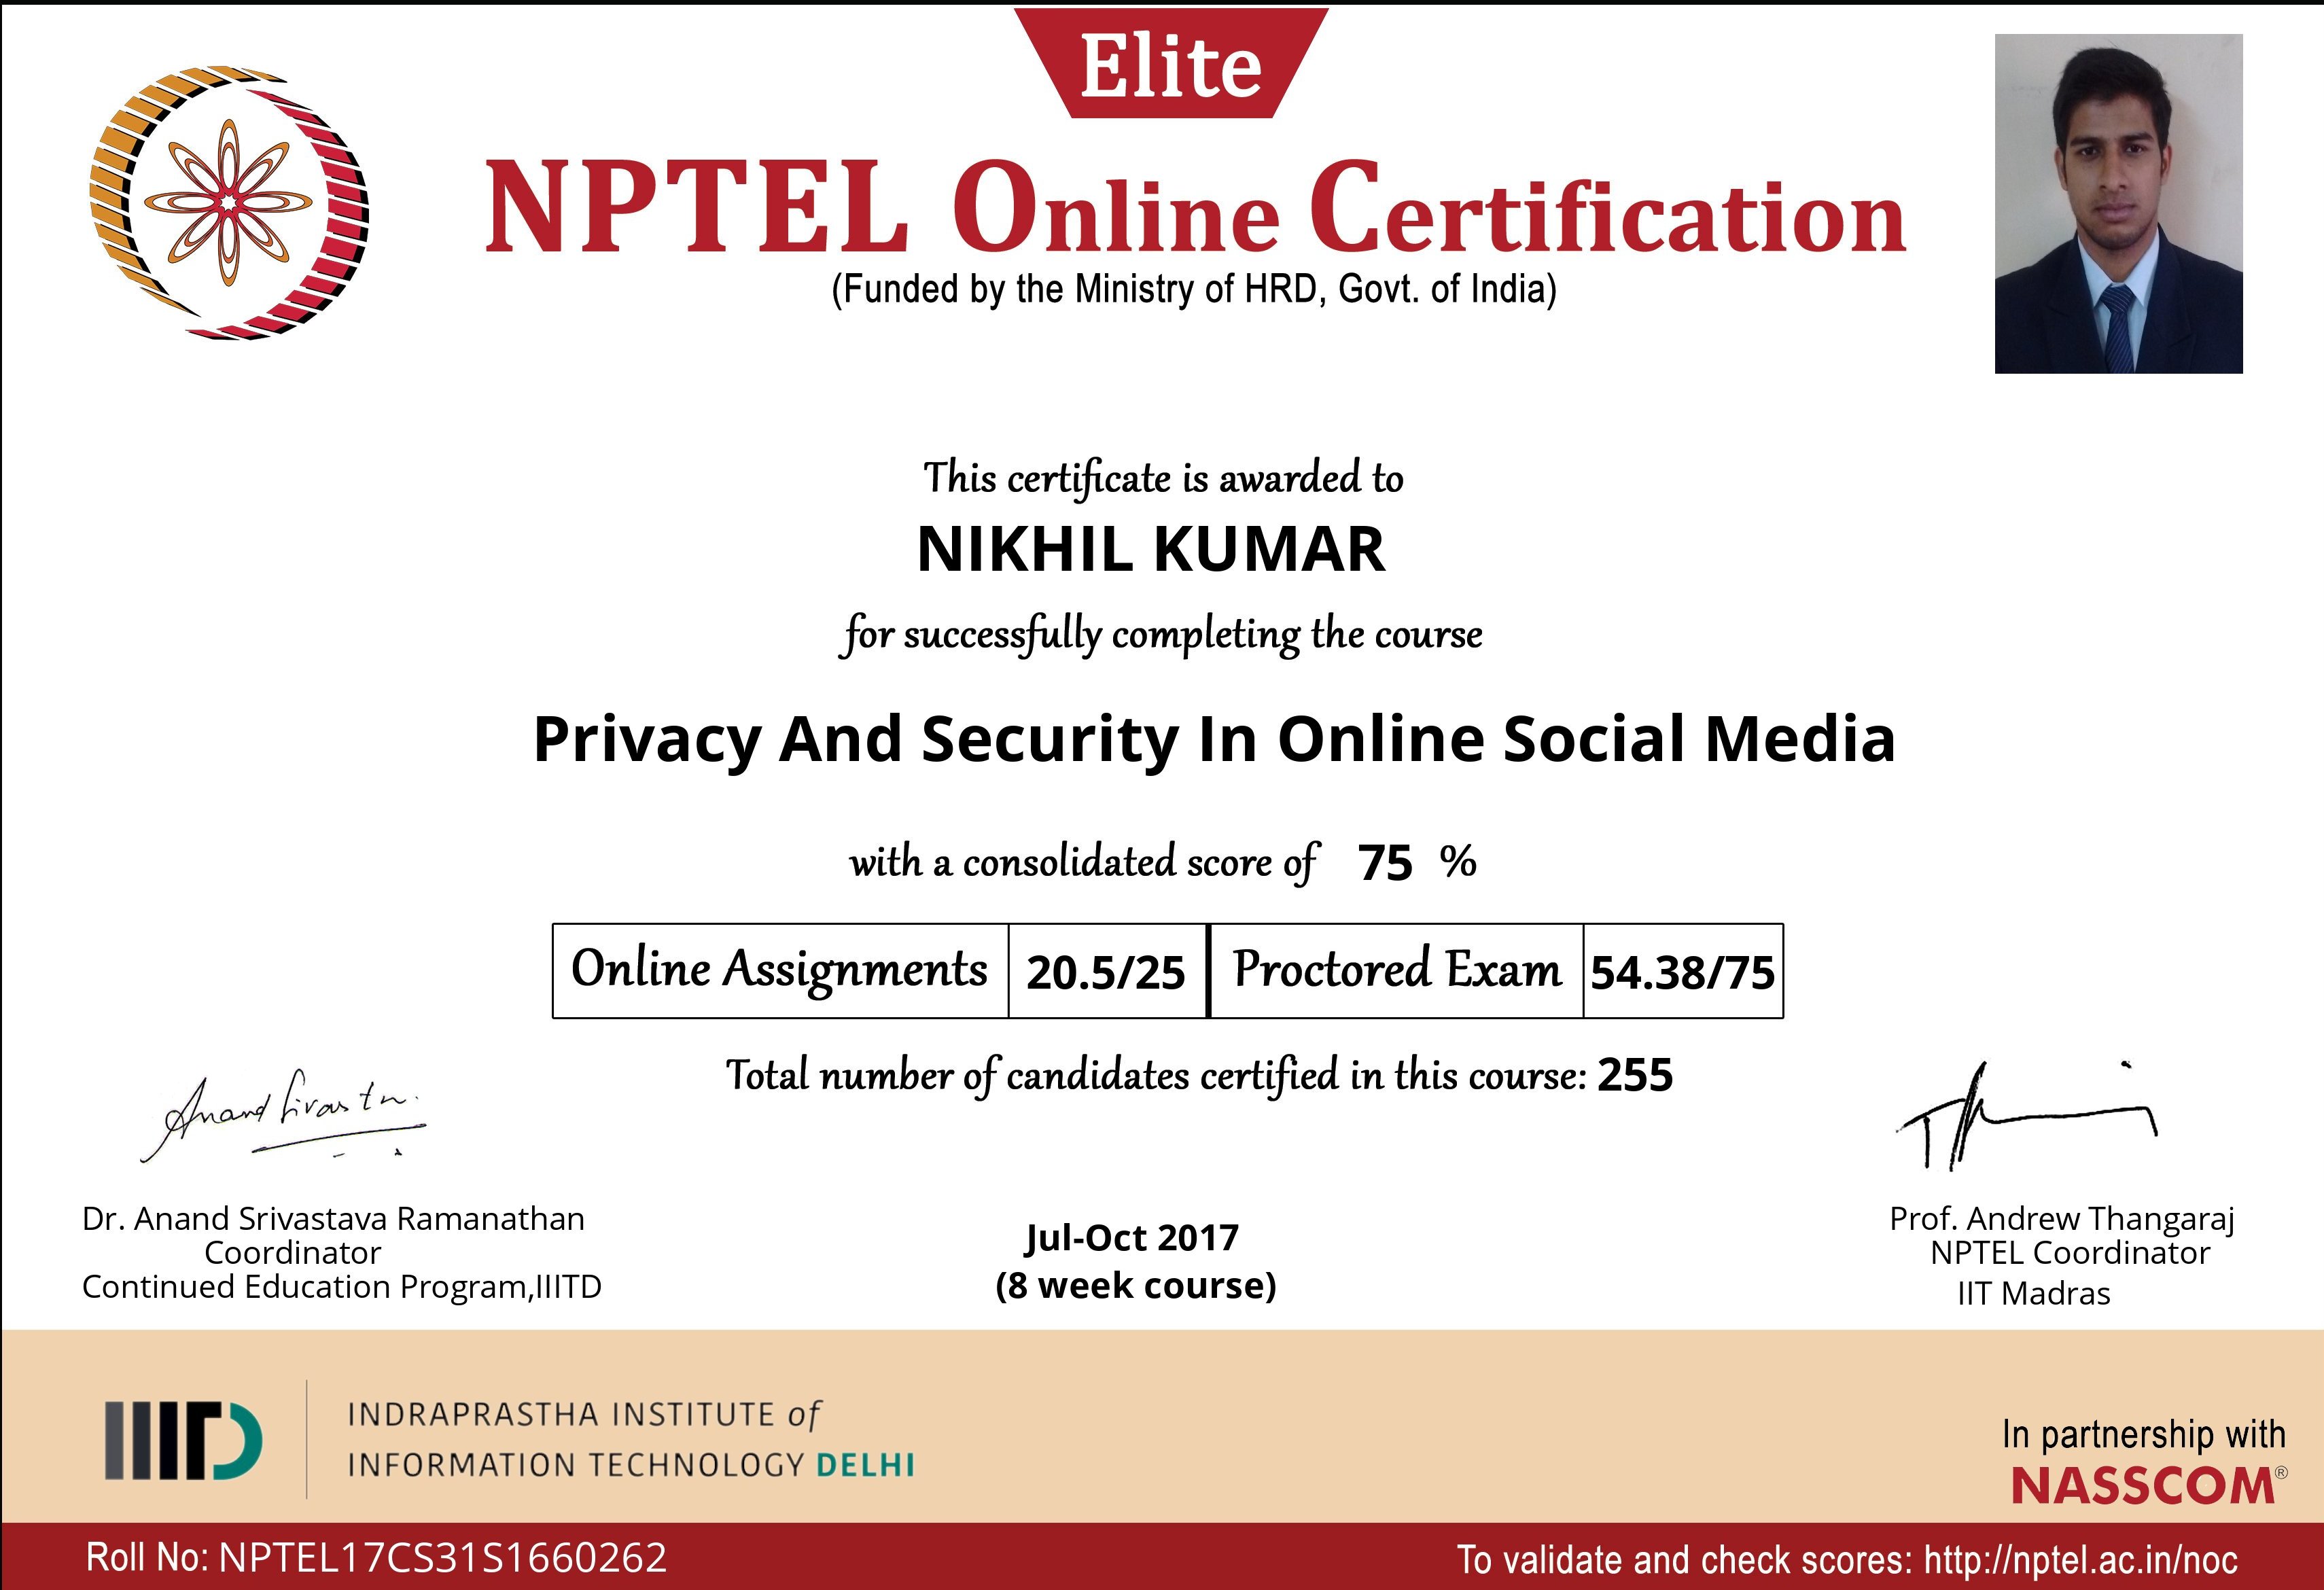 Elite
NPTEL Online Certification
(Funded by the Ministry of HRD, Govt. of India)
This certificate is awarded to
NIKHIL KUMAR
for successfully completing the course
Privacy And Security In Online Social Media
with a consolidated score of 75 %
Online Assignments 20.5/25 Proctored Exam 54.38/75
Total number of candidates certified in this course: 255
Dr. Anand Srivastava Ramanathan
Coordinator
Continued Education Program,IIITD
Jul-Oct 2017
(8 week course)
Prof. Andrew Thangaraj
NPTEL Coordinator
IIT Madras
IIITD
INDRAPRASTHA INSTITUTE of
INFORMATION TECHNOLOGY DELHI
In partnership with
NASSCOM®
Roll No: NPTEL17CS31S1660262
To validate and check scores: http://nptel.ac.in/noc